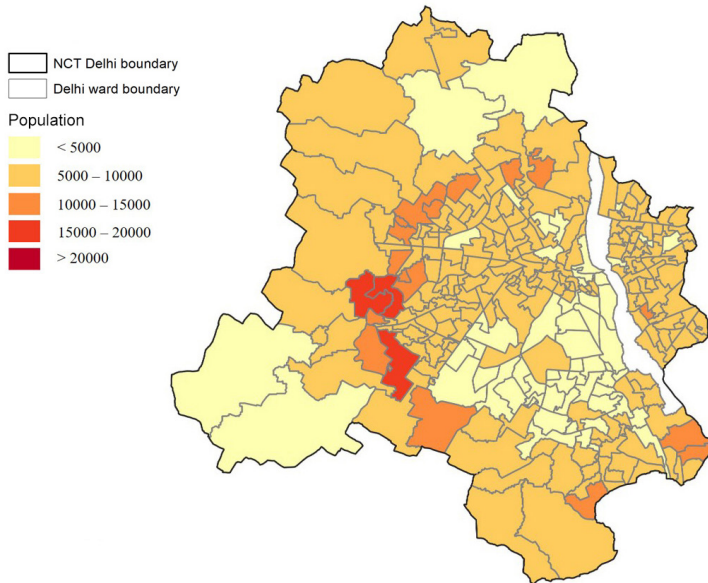 NCT Delhi boundary
Delhi ward boundary
Population
< 5000
5000 – 10000
10000 – 15000
15000 – 20000
> 20000